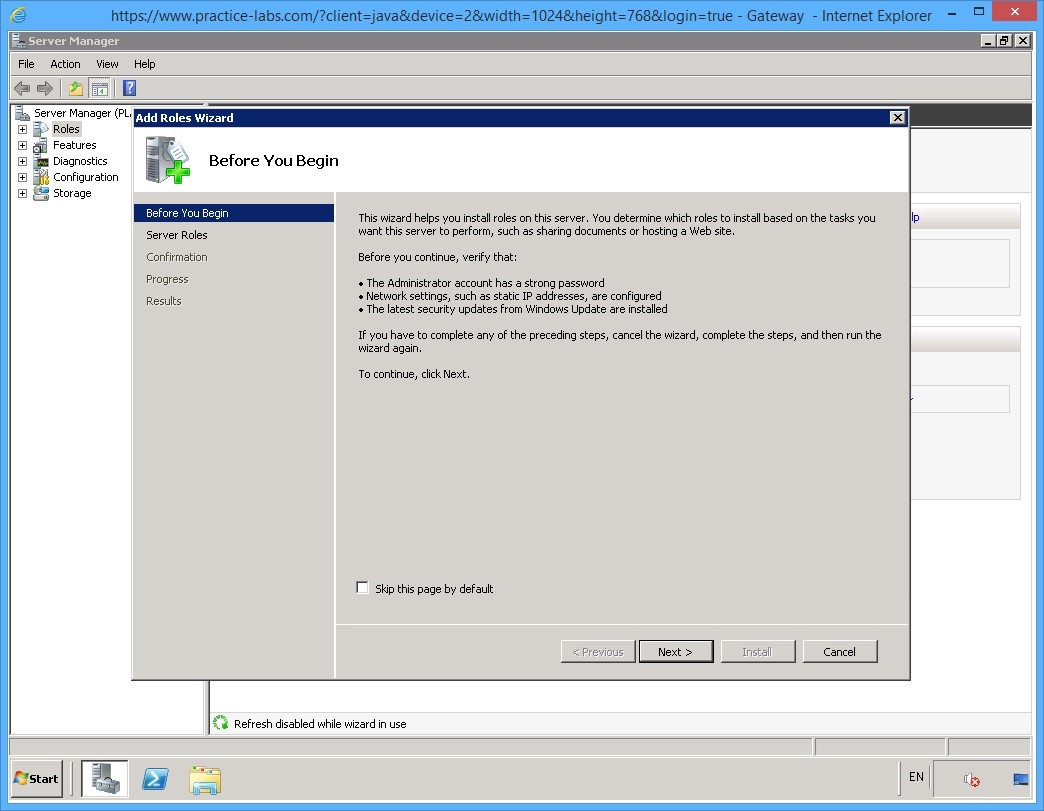 https://www.practice-labs.com/?client=java&device=2&width=1024&height=768&login=true - Gateway - Internet Explorer
Server Manager
File Action View Help
Server Manager (PL
Roles
Features
Diagnostics
Configuration
Storage
Add Roles Wizard
Before You Begin
Before You Begin
Server Roles
Confirmation
Progress
Results
This wizard helps you install roles on this server. You determine which roles to install based on the tasks you
want this server to perform, such as sharing documents or hosting a Web site.
Before you continue, verify that:
• The Administrator account has a strong password
• Network settings, such as static IP addresses, are configured
• The latest security updates from Windows Update are installed
If you have to complete any of the preceding steps, cancel the wizard, complete the steps, and then run the
wizard again.
To continue, click Next.
Skip this page by default
< Previous Next > Install Cancel
lp
Refresh disabled while wizard in use
Start
EN